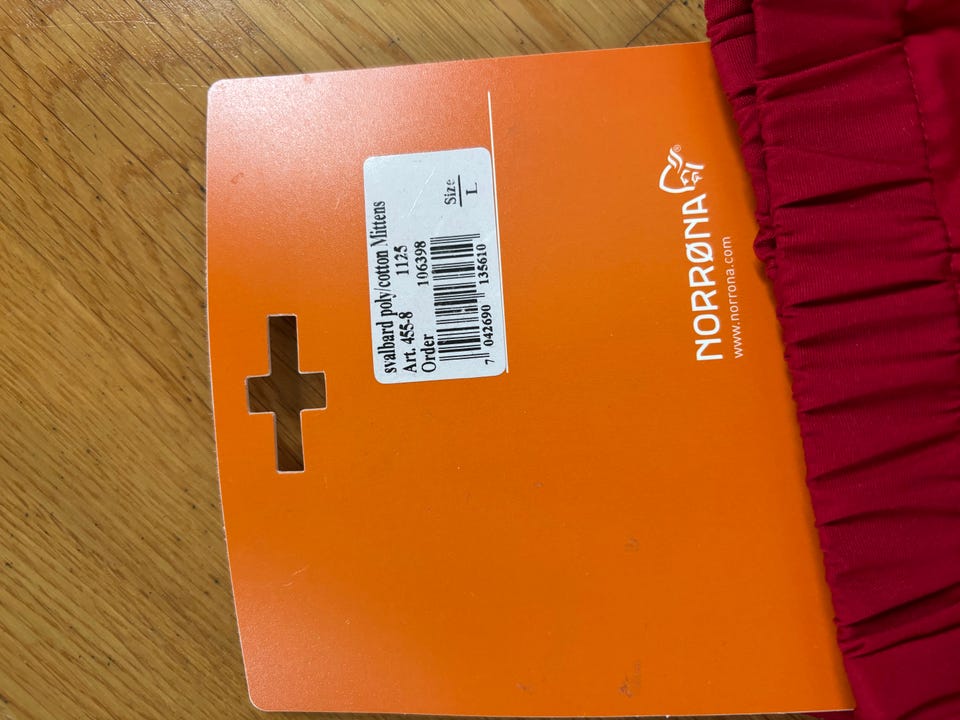 svalbard poly/cotton Mittens
Art. 455-8 1125
Order 106398
Size
L
7 042690 135610
NORRØNA®
www.norrona.com